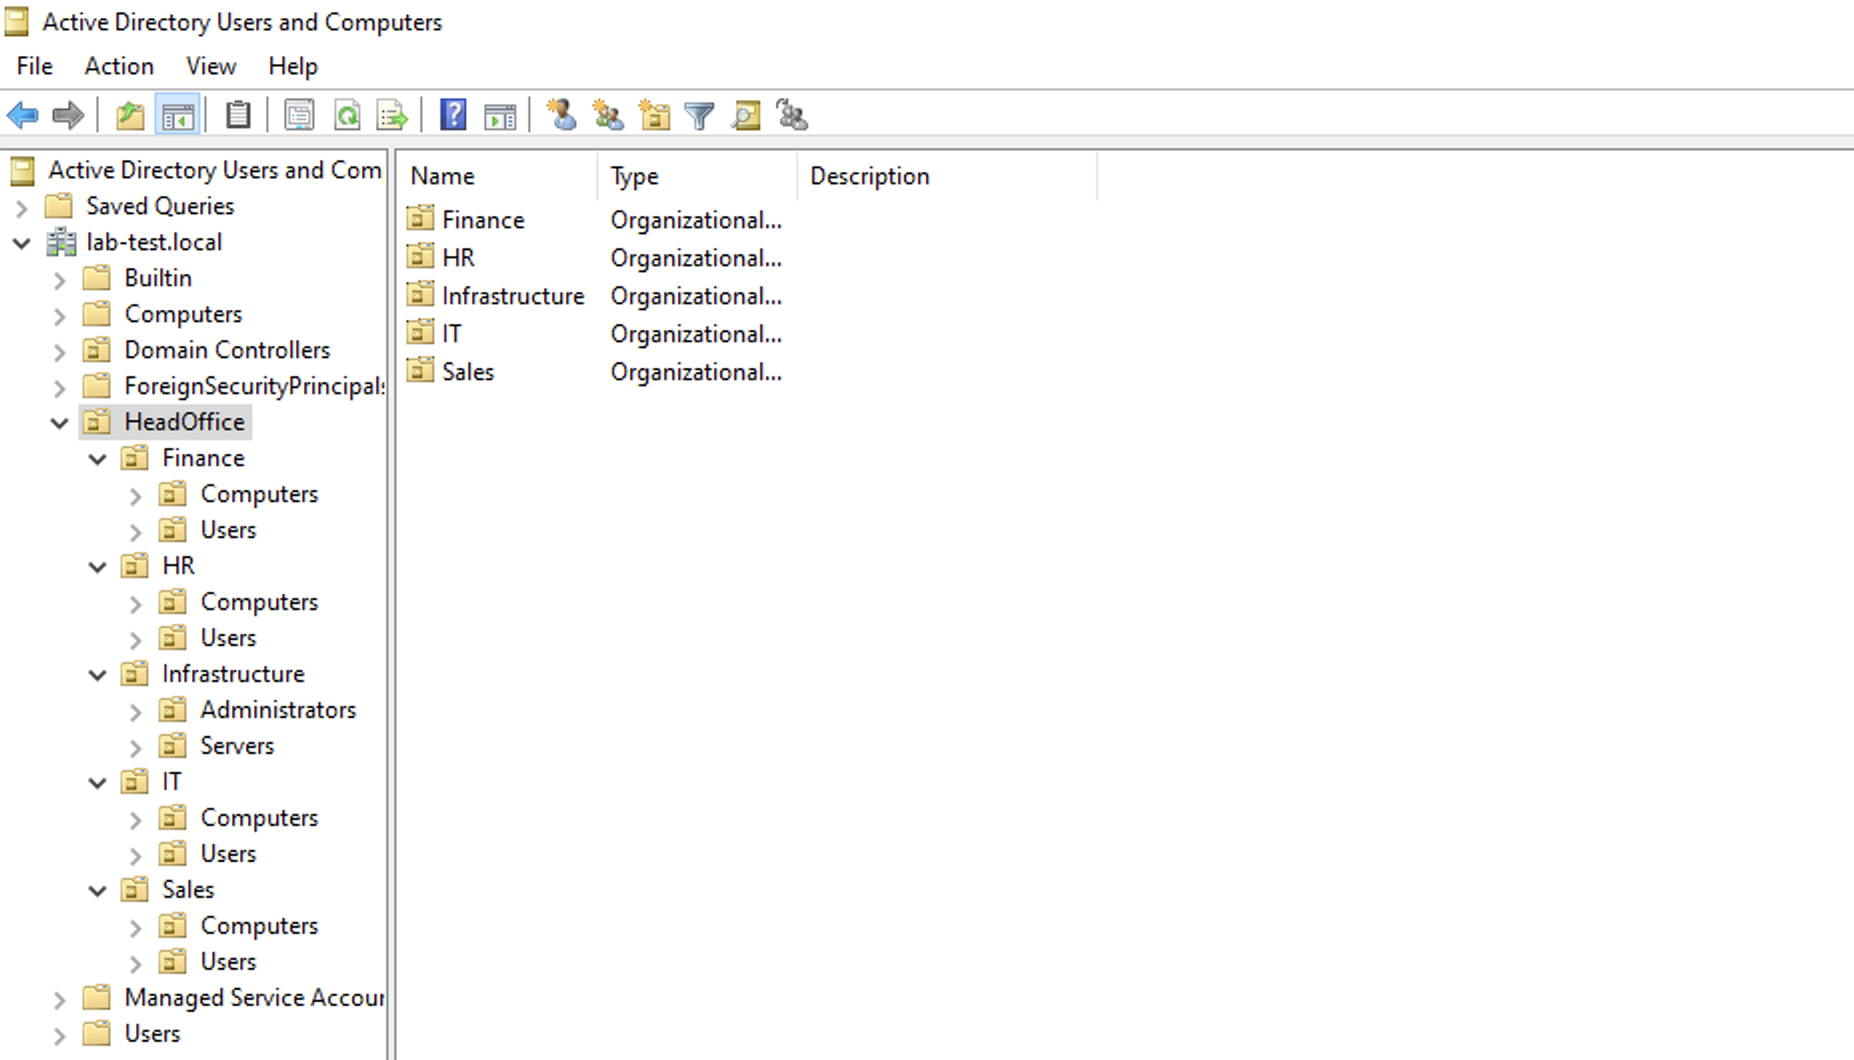 Active Directory Users and Computers
File Action View Help
Active Directory Users and Com
Saved Queries
lab-test.local
Builtin
Computers
Domain Controllers
ForeignSecurityPrincipals
HeadOffice
Finance
Computers
Users
HR
Computers
Users
Infrastructure
Administrators
Servers
IT
Computers
Users
Sales
Computers
Users
Managed Service Accour
Users
Name Type Description
Finance Organizational...
HR Organizational...
Infrastructure Organizational...
IT Organizational...
Sales Organizational...